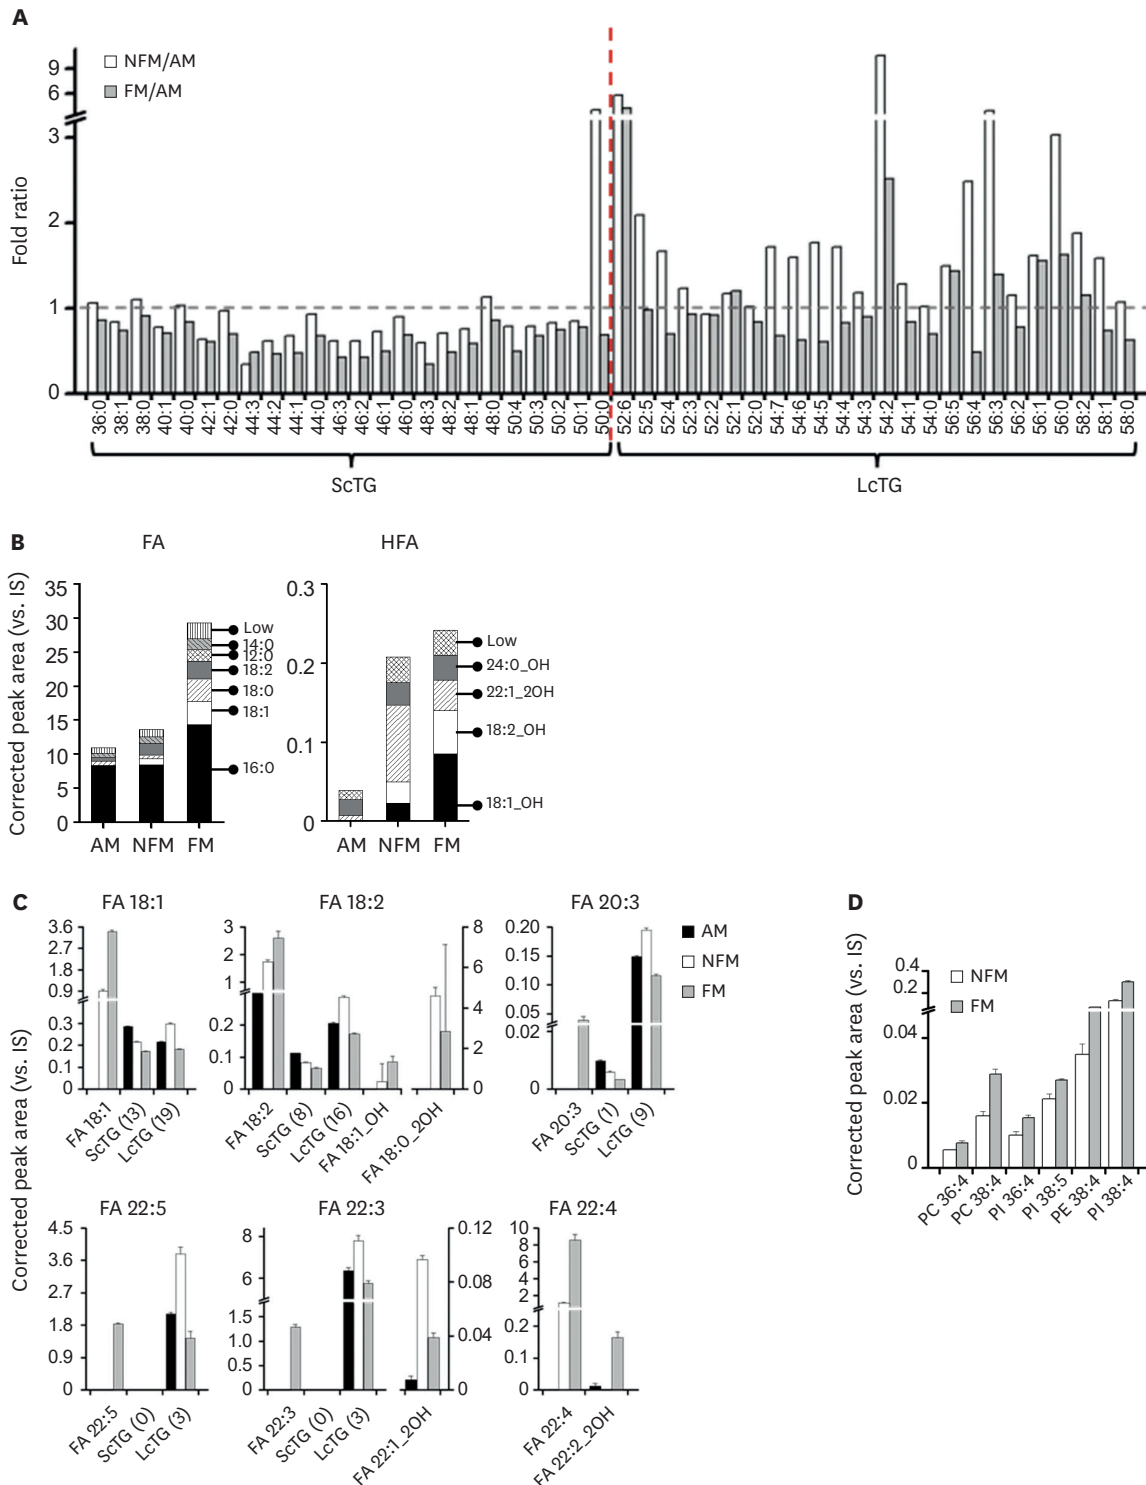 A
NFM/AM
FM/AM
Fold ratio
9
6
3
2
1
0
36:0 38:1 38:0 40:1 40:0 42:1 42:0 44:3 44:2 44:1 44:0 46:3 46:2 46:1 46:0 48:3 48:2 48:1 48:0 50:4 50:3 50:2 50:1 50:0 52:6 52:5 52:4 52:3 52:2 52:1 52:0 54:7 54:6 54:5 54:4 54:3 54:2 54:1 54:0 56:5 56:4 56:3 56:2 56:1 56:0 58:2 58:1 58:0
ScTG LcTG
B
FA HFA
Corrected peak area (vs. IS)
35
30
25
20
15
10
5
0
Low
14:0
12:0
18:2
18:0
18:1
16:0
AM NFM FM
0.3
0.2
0.1
0
Low
24:0_OH
22:1_2OH
18:2_OH
18:1_OH
AM NFM FM
C
Corrected peak area (vs. IS)
FA 18:1
3.6
2.7
1.8
0.9
0.3
0.2
0.1
0
FA 18:1 ScTG (13) LcTG (19)
FA 18:2
3
2
1
0.2
0.1
0
8
6
4
2
0
FA 18:2 ScTG (8) LcTG (16) FA 18:1_OH FA 18:0_2OH
FA 20:3
0.20
0.15
0.10
0.05
0.02
0
FA 20:3 ScTG (1) LcTG (9)
AM
NFM
FM
FA 22:5
4.5
3.6
2.7
1.8
0.9
0
FA 22:5 ScTG (0) LcTG (3)
FA 22:3
8
6
1.5
1.0
0.5
0
0.12
0.08
0.04
0
FA 22:3 ScTG (0) LcTG (3) FA 22:1_2OH
FA 22:4
10
8
6
4
2
0.2
0.1
0
FA 22:4 FA 22:2_2OH
D
Corrected peak area (vs. IS)
NFM
FM
0.4
0.2
0.04
0.02
0
PC 36:4 PC 38:4 PI 36:4 PI 38:5 PE 38:4 PI 38:4